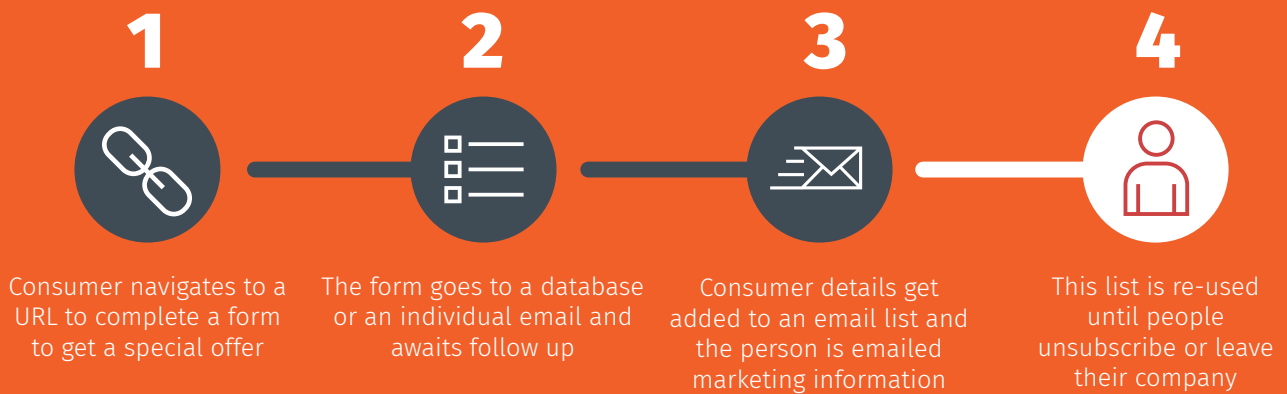 1
Consumer navigates to a
URL to complete a form
to get a special offer
2
The form goes to a database
or an individual email and
awaits follow up
3
Consumer details get
added to an email list and
the person is emailed
marketing information
4
This list is re-used
until people
unsubscribe or leave
their company